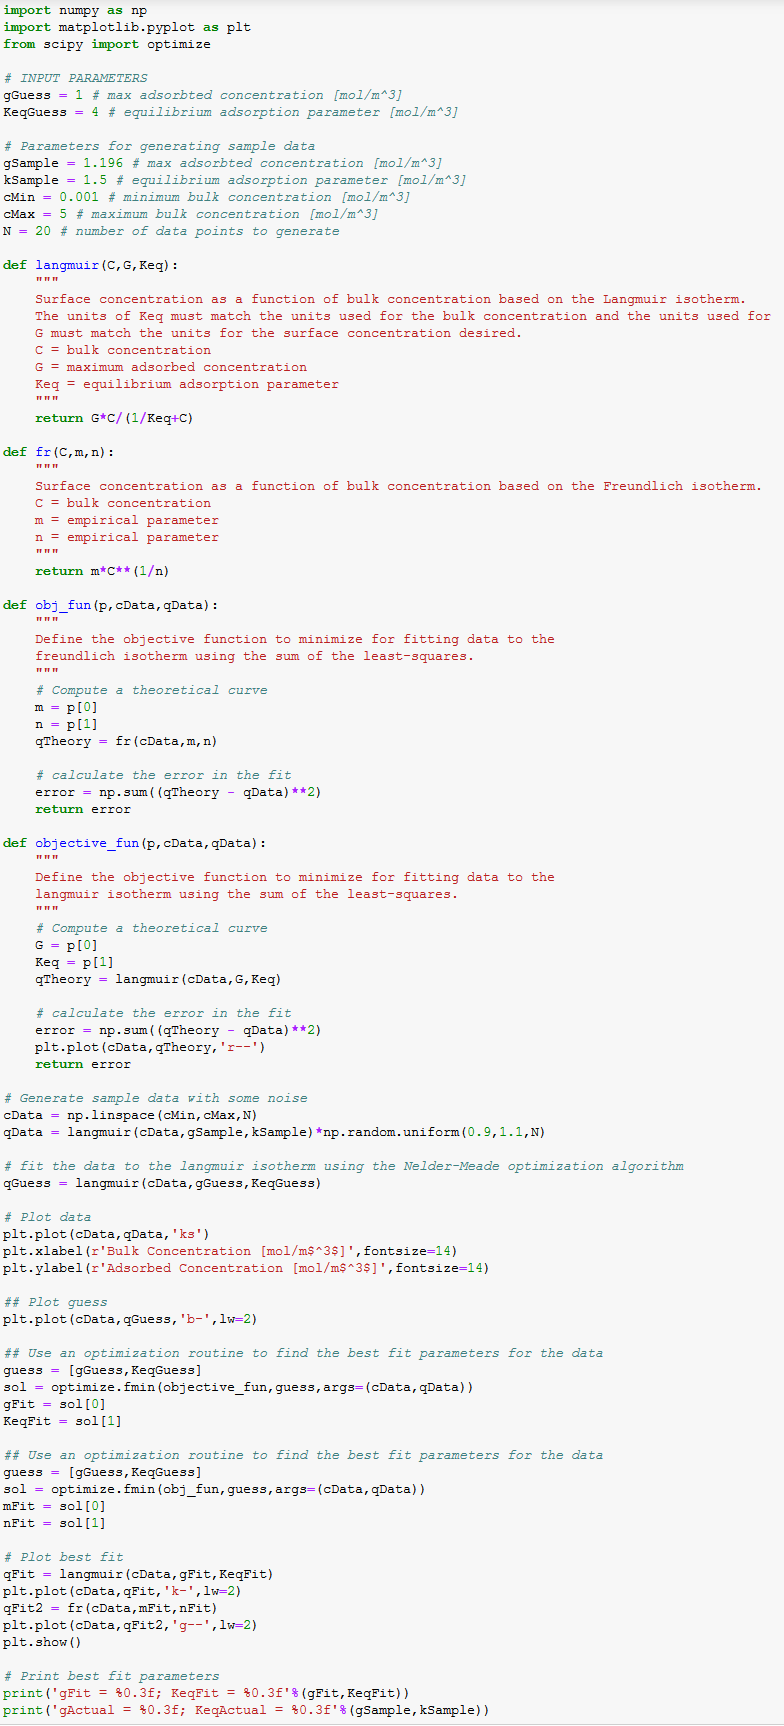 import numpy as np
import matplotlib.pyplot as plt
from scipy import optimize

# INPUT PARAMETERS
gGuess = 1 # max adsorbted concentration [mol/m^3]
KeqGuess = 4 # equilibrium adsorption parameter [mol/m^3]

# Parameters for generating sample data
gSample = 1.196 # max adsorbted concentration [mol/m^3]
kSample = 1.5 # equilibrium adsorption parameter [mol/m^3]
cMin = 0.001 # minimum bulk concentration [mol/m^3]
cMax = 5 # maximum bulk concentration [mol/m^3]
N = 20 # number of data points to generate

def langmuir(C,G,Keq):
    """
    Surface concentration as a function of bulk concentration based on the Langmuir isotherm.
    The units of Keq must match the units used for the bulk concentration and the units used for
    G must match the units for the surface concentration desired.
    C = bulk concentration
    G = maximum adsorbed concentration
    Keq = equilibrium adsorption parameter
    """
    return G*C/(1/Keq+C)

def fr(C,m,n):
    """
    Surface concentration as a function of bulk concentration based on the Freundlich isotherm.
    C = bulk concentration
    m = empirical parameter
    n = empirical parameter
    """
    return m*C**(1/n)

def obj_fun(p,cData,qData):
    """
    Define the objective function to minimize for fitting data to the
    freundlich isotherm using the sum of the least-squares.
    """
    # Compute a theoretical curve
    m = p[0]
    n = p[1]
    qTheory = fr(cData,m,n)

    # calculate the error in the fit
    error = np.sum((qTheory - qData)**2)
    return error

def objective_fun(p,cData,qData):
    """
    Define the objective function to minimize for fitting data to the
    langmuir isotherm using the sum of the least-squares.
    """
    # Compute a theoretical curve
    G = p[0]
    Keq = p[1]
    qTheory = langmuir(cData,G,Keq)

    # calculate the error in the fit
    error = np.sum((qTheory - qData)**2)
    plt.plot(cData,qTheory,'r--')
    return error

# Generate sample data with some noise
cData = np.linspace(cMin,cMax,N)
qData = langmuir(cData,gSample,kSample)*np.random.uniform(0.9,1.1,N)

# fit the data to the langmuir isotherm using the Nelder-Meade optimization algorithm
qGuess = langmuir(cData,gGuess,KeqGuess)

# Plot data
plt.plot(cData,qData,'ks')
plt.xlabel(r'Bulk Concentration [mol/m$^3$]',fontsize=14)
plt.ylabel(r'Adsorbed Concentration [mol/m$^3$]',fontsize=14)

## Plot guess
plt.plot(cData,qGuess,'b-',lw=2)

## Use an optimization routine to find the best fit parameters for the data
guess = [gGuess,KeqGuess]
sol = optimize.fmin(objective_fun,guess,args=(cData,qData))
gFit = sol[0]
KeqFit = sol[1]

## Use an optimization routine to find the best fit parameters for the data
guess = [gGuess,KeqGuess]
sol = optimize.fmin(obj_fun,guess,args=(cData,qData))
mFit = sol[0]
nFit = sol[1]

# Plot best fit
qFit = langmuir(cData,gFit,KeqFit)
plt.plot(cData,qFit,'k-',lw=2)
qFit2 = fr(cData,mFit,nFit)
plt.plot(cData,qFit2,'g--',lw=2)
plt.show()

# Print best fit parameters
print('gFit = %0.3f; KeqFit = %0.3f'%(gFit,KeqFit))
print('gActual = %0.3f; KeqActual = %0.3f'%(gSample,kSample))